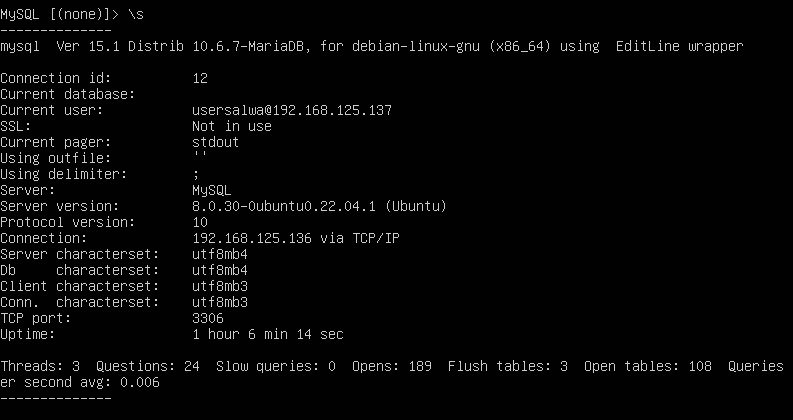 MySQL [(none)]> \s
--------------
mysql  Ver 15.1 Distrib 10.6.7-MariaDB, for debian-linux-gnu (x86_64) using  EditLine wrapper

Connection id:          12
Current database:
Current user:           usersalwa@192.168.125.137
SSL:                    Not in use
Current pager:          stdout
Using outfile:          ''
Using delimiter:        ;
Server:                 MySQL
Server version:         8.0.30-0ubuntu0.22.04.1 (Ubuntu)
Protocol version:       10
Connection:             192.168.125.136 via TCP/IP
Server characterset:    utf8mb4
Db     characterset:    utf8mb4
Client characterset:    utf8mb3
Conn.  characterset:    utf8mb3
TCP port:               3306
Uptime:                 1 hour 6 min 14 sec

Threads: 3  Questions: 24  Slow queries: 0  Opens: 189  Flush tables: 3  Open tables: 108  Queries
er second avg: 0.006
--------------